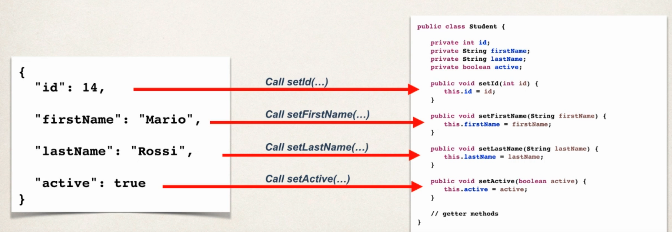 {
"id": 14,
"firstName": "Mario",
"lastName": "Rossi",
"active": true
}
Call setId(...)
Call setFirstName(...)
Call setLastName(...)
Call setActive(...)
public class Student {
private int id;
private String firstName;
private String lastName;
private boolean active;
public void setId(int id) {
this.id = id;
}
public void setFirstName(String firstName) {
this.firstName = firstName;
}
public void setLastName(String lastName) {
this.lastName = lastName;
}
public void setActive(boolean active) {
this.active = active;
}
// getter methods
}